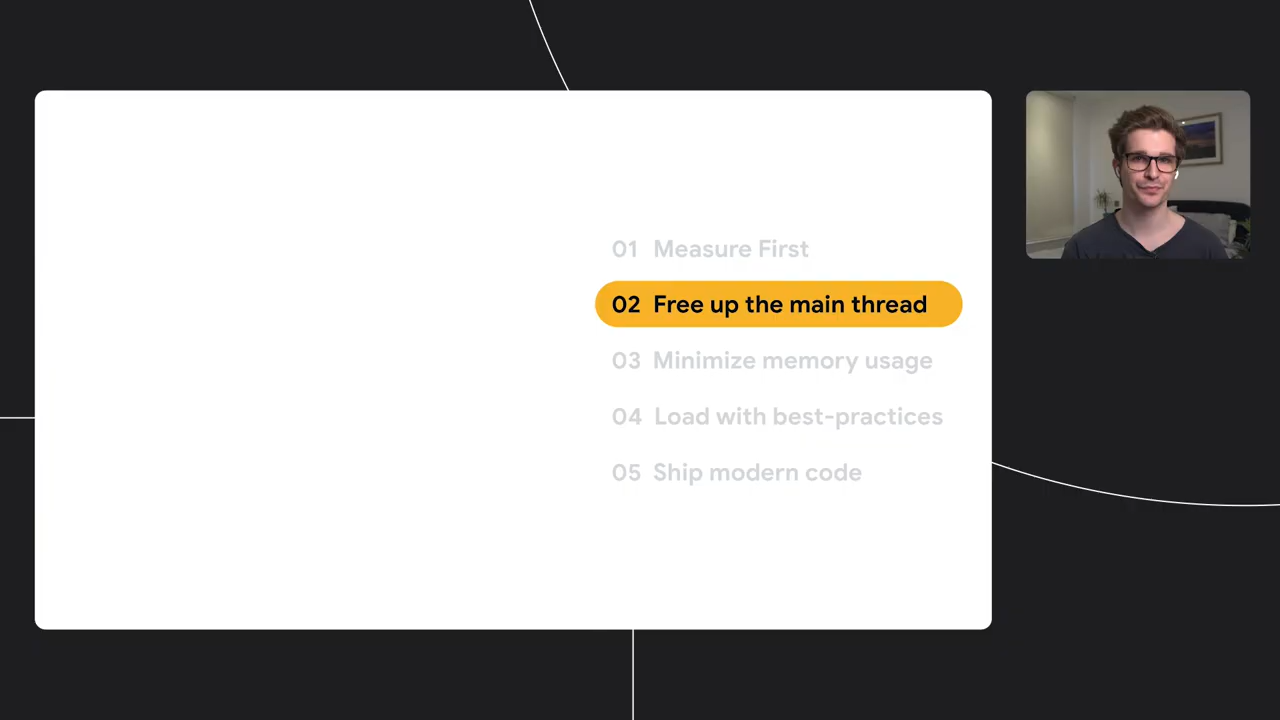 01 Measure First
02 Free up the main thread
03 Minimize memory usage
04 Load with best-practices
05 Ship modern code